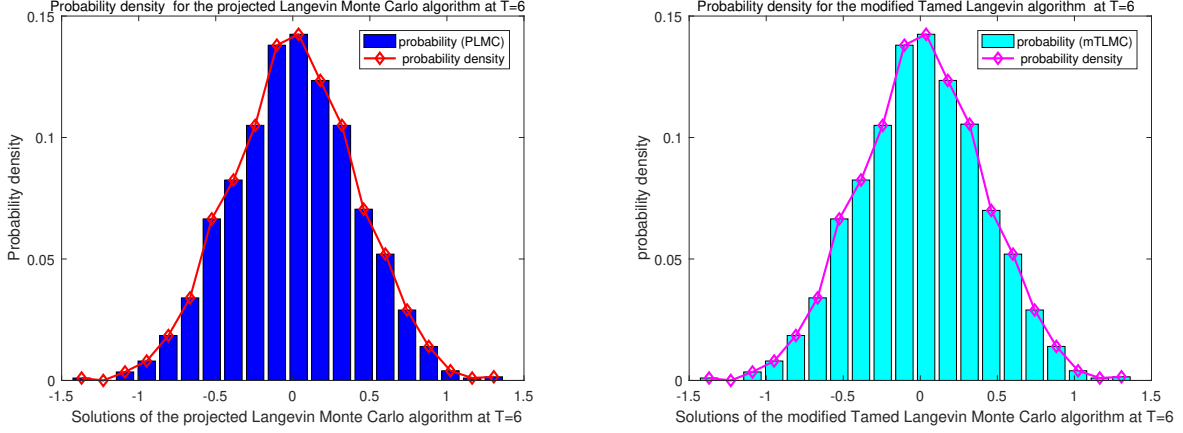 Probability density for the projected Langevin Monte Carlo algorithm at T=6
0.15
0.1
0.05
0
Probability density
probability (PLMC)
probability density
-1.5 -1 -0.5 0 0.5 1 1.5
Solutions of the projected Langevin Monte Carlo algorithm at T=6
Probability density for the modified Tamed Langevin algorithm at T=6
0.15
0.1
0.05
0
probability density
probability (mTLMC)
probability density
-1.5 -1 -0.5 0 0.5 1 1.5
Solutions of the modified Tamed Langevin Monte Carlo algorithm at T=6